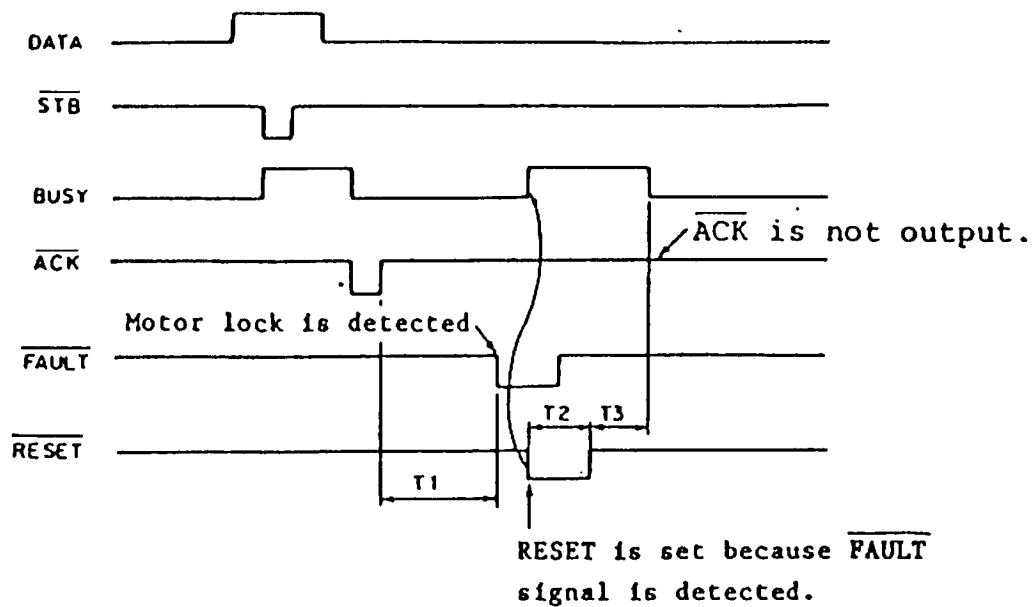 DATA
STB
BUSY
ACK is not output.
ACK
Motor lock is detected
FAULT
T2 T3
RESET
T1
RESET is set because FAULT
signal is detected.